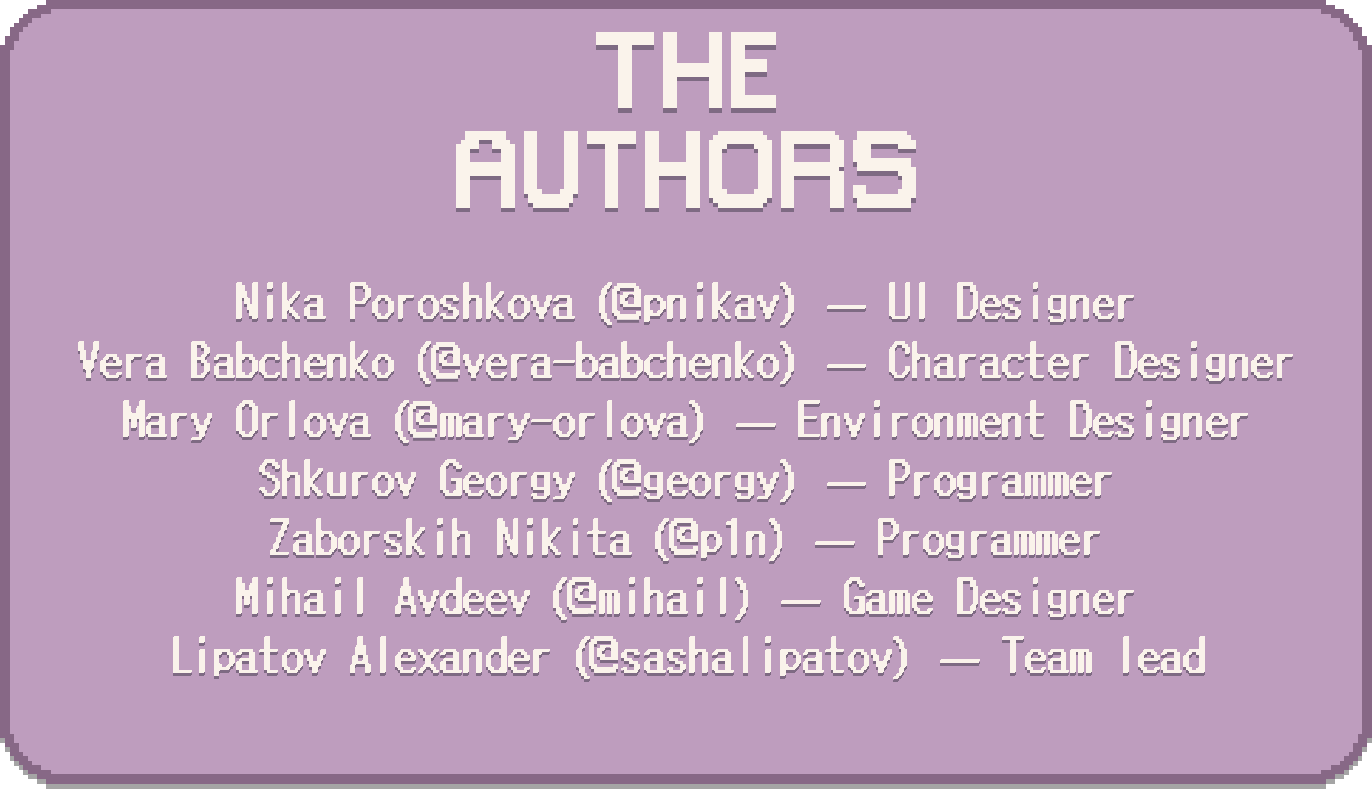 THE
AUTHORS
Nika Poroshkova (@pnikav) — UI Designer
Vera Babchenko (@vera-babchenko) — Character Designer
Mary Orlova (@mary-orlova) — Environment Designer
Shkurov Georgy (@georgy) — Programmer
Zaborskih Nikita (@p1n) — Programmer
Mihail Avdeev (@mihail) — Game Designer
Lipatov Alexander (@sashalipatov) — Team lead